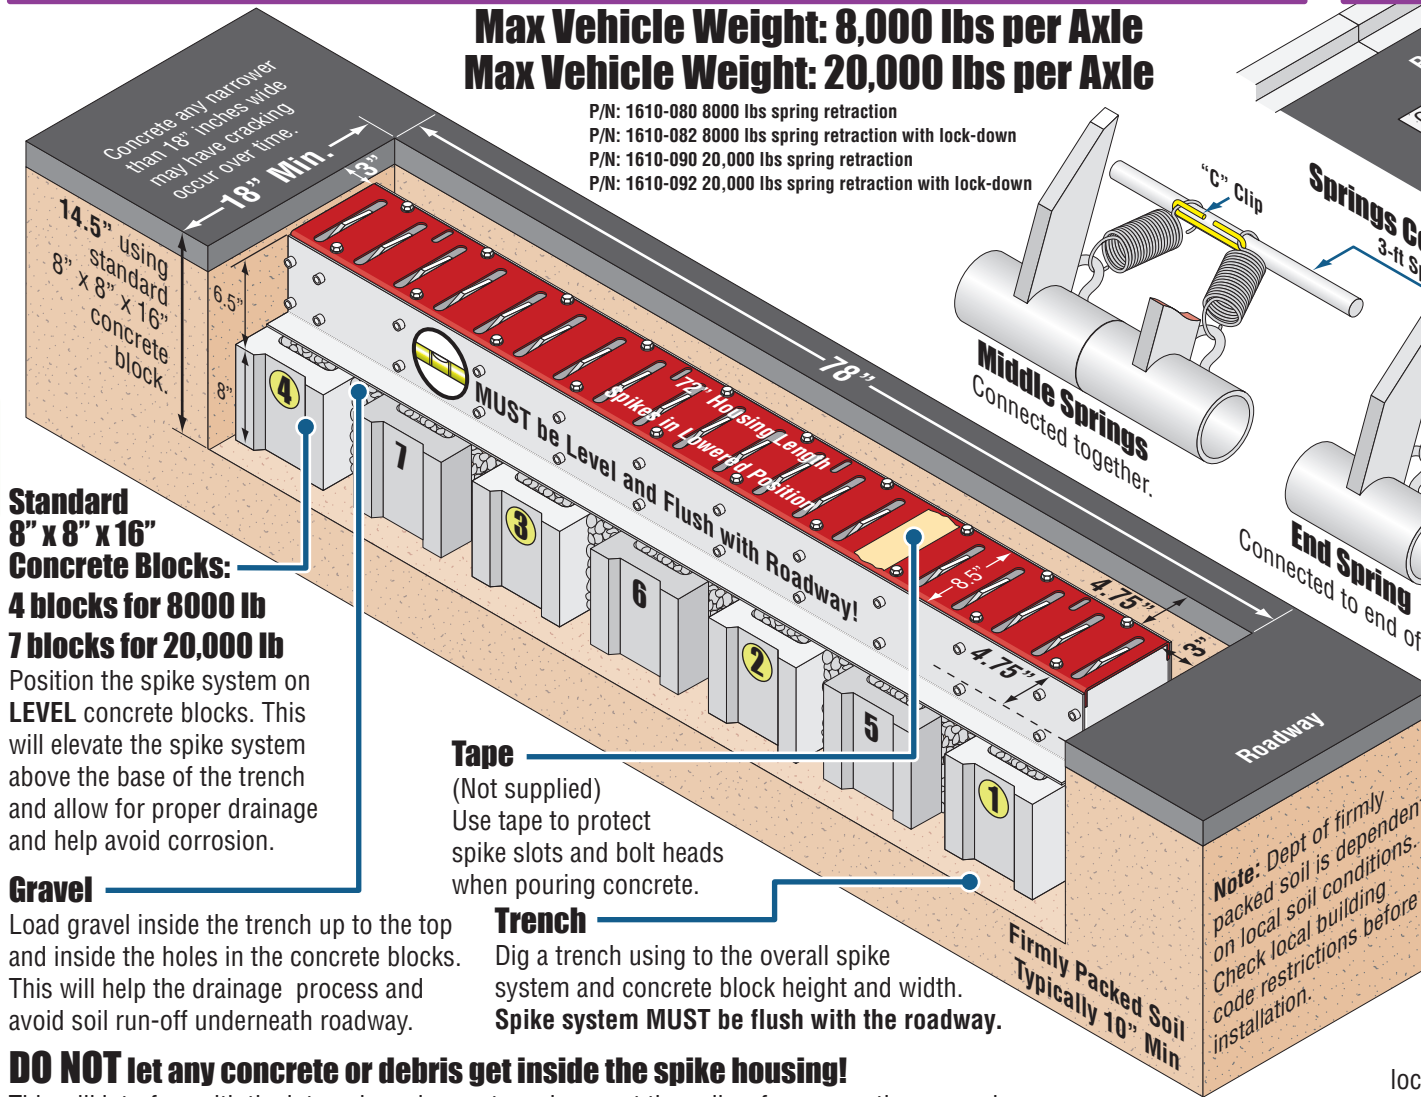 Max Vehicle Weight: 8,000 lbs per Axle
Max Vehicle Weight: 20,000 lbs per Axle
P/N: 1610-080 8000 lbs spring retraction
P/N: 1610-082 8000 lbs spring retraction with lock-down
P/N: 1610-090 20,000 lbs spring retraction
P/N: 1610-092 20,000 lbs spring retraction with lock-down
Concrete any narrower
than 18” inches wide
may have cracking
occur over time.
18” Min.
3”
14.5” using
standard
8” x 8” x 16”
concrete
block.
6.5”
8”
78”
“C” Clip
Springs
3-ft
Middle Springs
Connected together.
End Spring
Connected to end of
72” Housing Length
Spikes in Lowered Position
MUST be Level and Flush with Roadway!
8.5”
4.75”
3”
4.75”
4
7
3
6
2
5
1
Roadway
Standard
8” x 8” x 16”
Concrete Blocks:
4 blocks for 8000 lb
7 blocks for 20,000 lb
Position the spike system on
LEVEL concrete blocks. This
will elevate the spike system
above the base of the trench
and allow for proper drainage
and help avoid corrosion.
Gravel
Load gravel inside the trench up to the top
and inside the holes in the concrete blocks.
This will help the drainage process and
avoid soil run-off underneath roadway.
Tape
(Not supplied)
Use tape to protect
spike slots and bolt heads
when pouring concrete.
Trench
Dig a trench using to the overall spike
system and concrete block height and width.
Spike system MUST be flush with the roadway.
Firmly Packed Soil
Typically 10” Min
Note: Dept of firmly
packed soil is dependent
on local soil conditions.
Check local building
code restrictions before
installation.
DO NOT let any concrete or debris get inside the spike housing!
loc